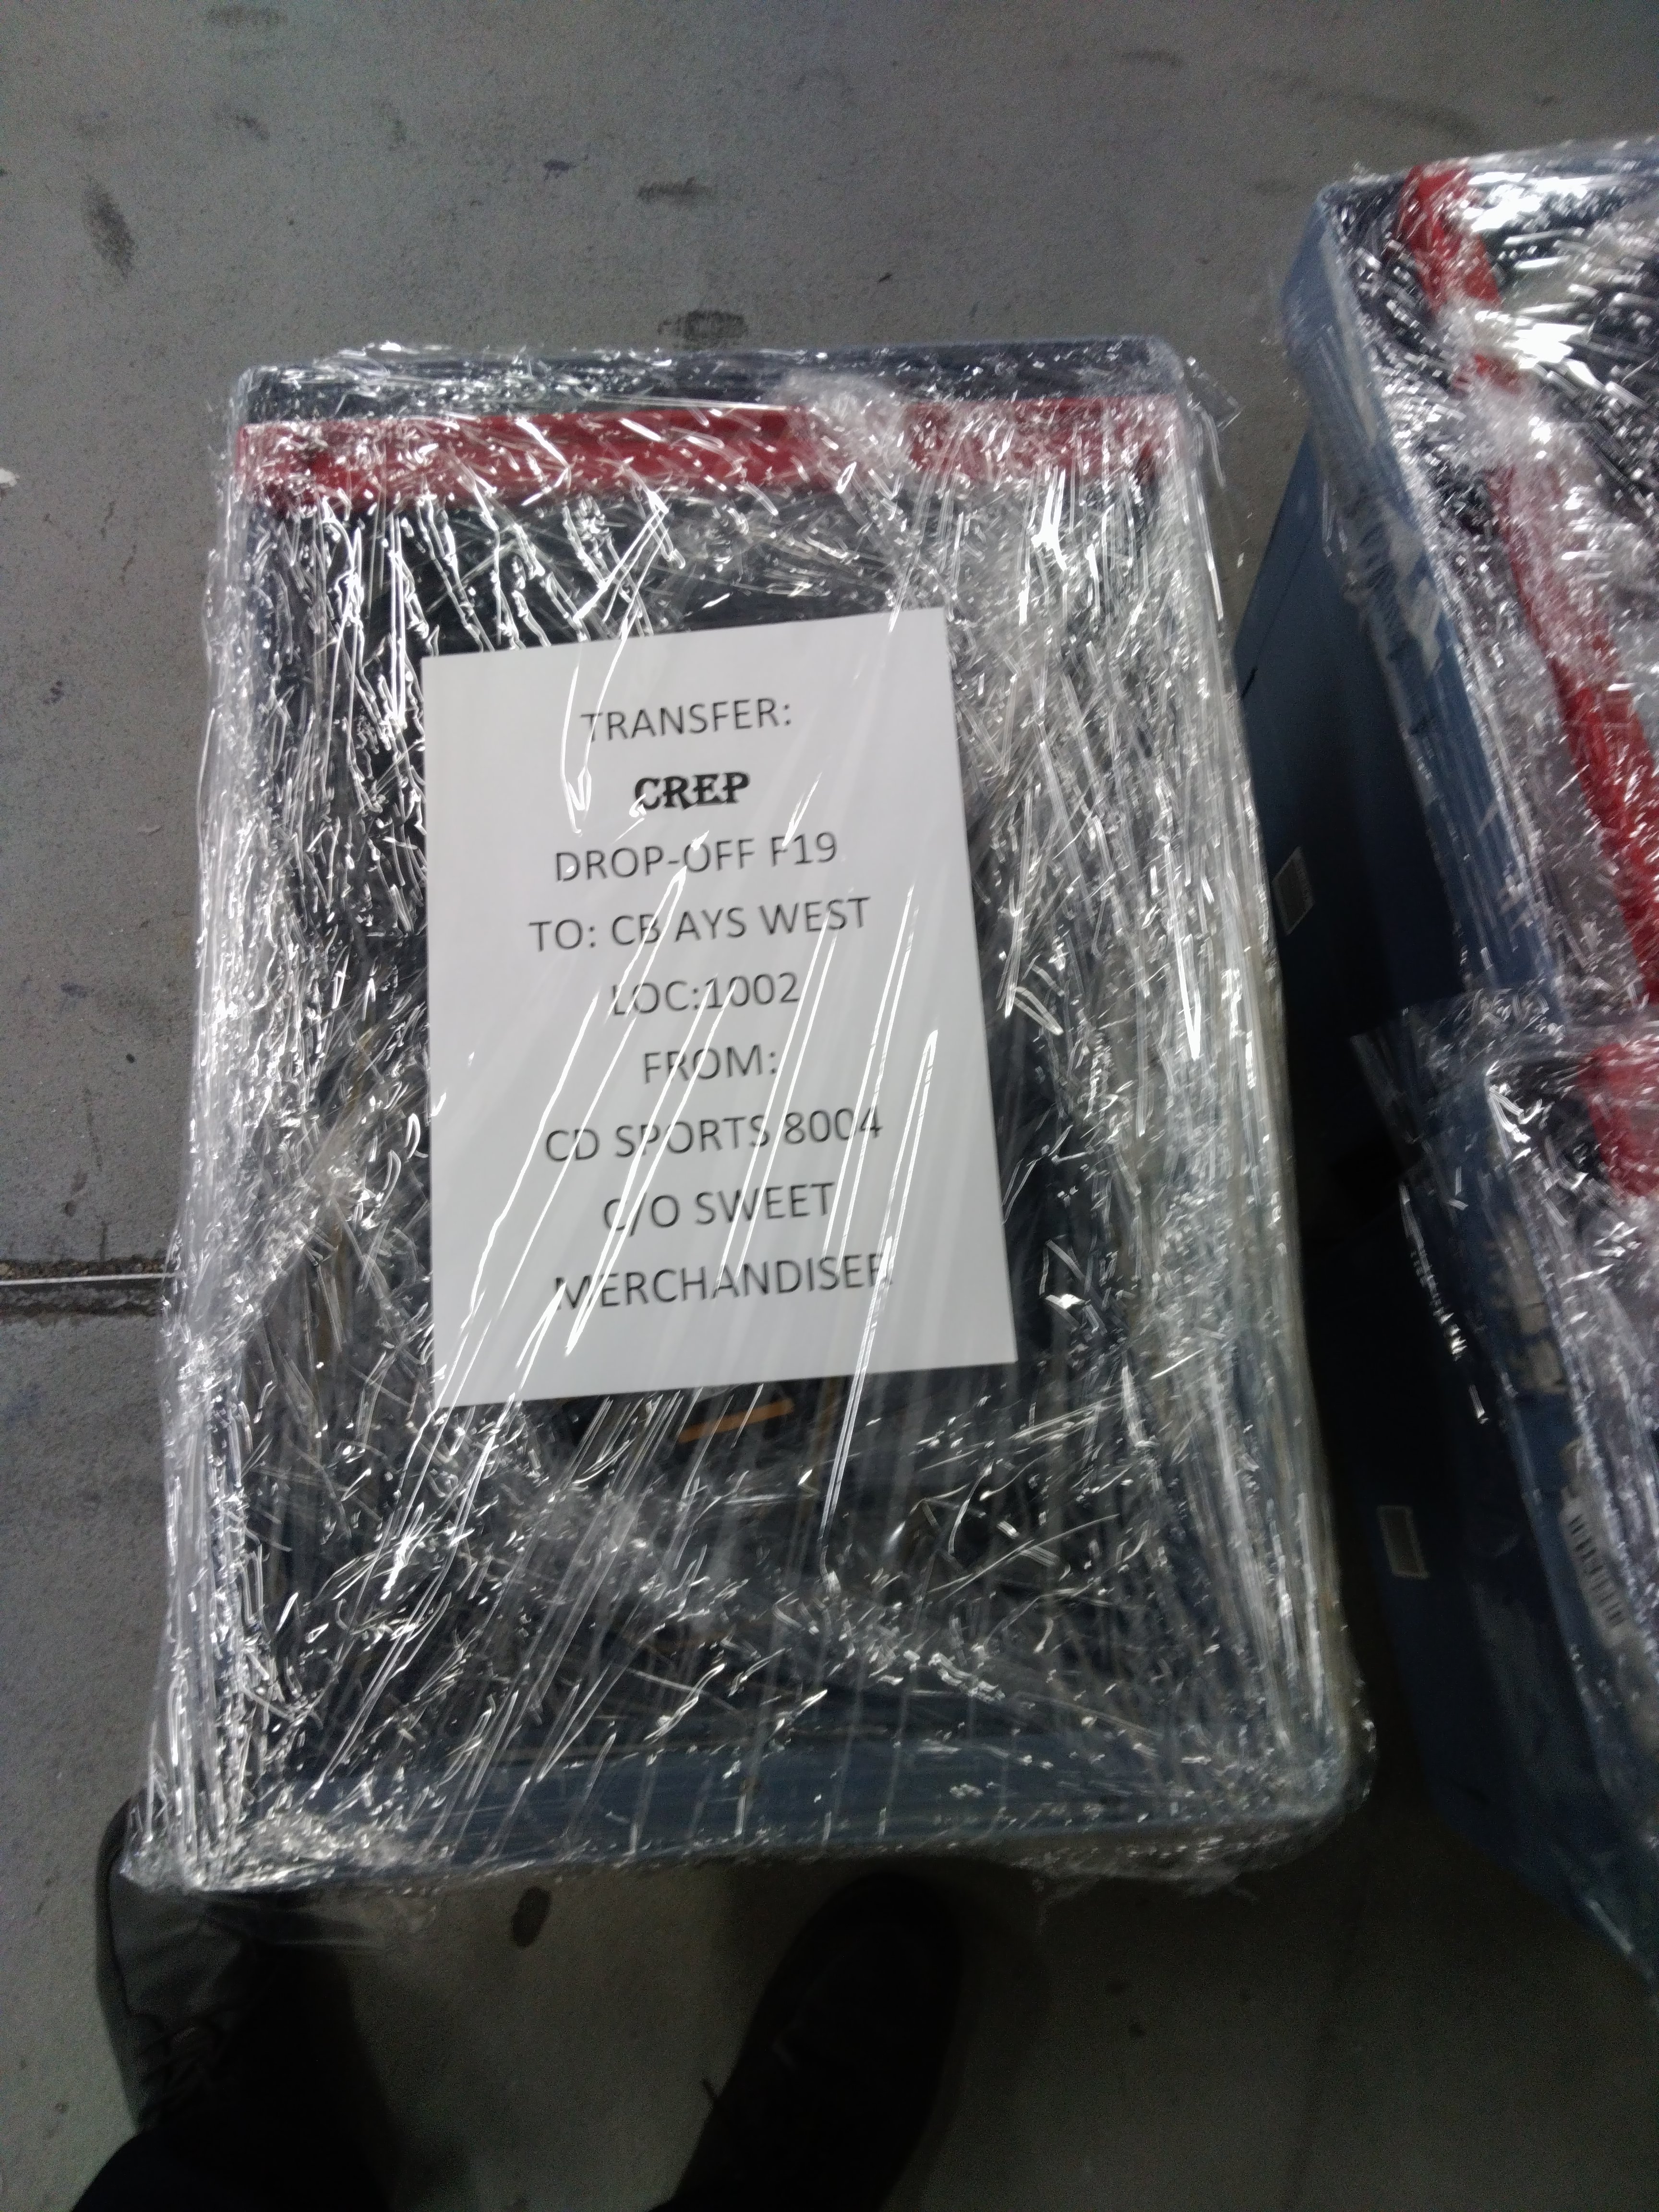 TRANSFER:
CREP
DROP-OFF F19
TO: CB AYS WEST
LOC:1002
FROM:
CD SPORTS 8004
C/O SWEET
MERCHANDISER